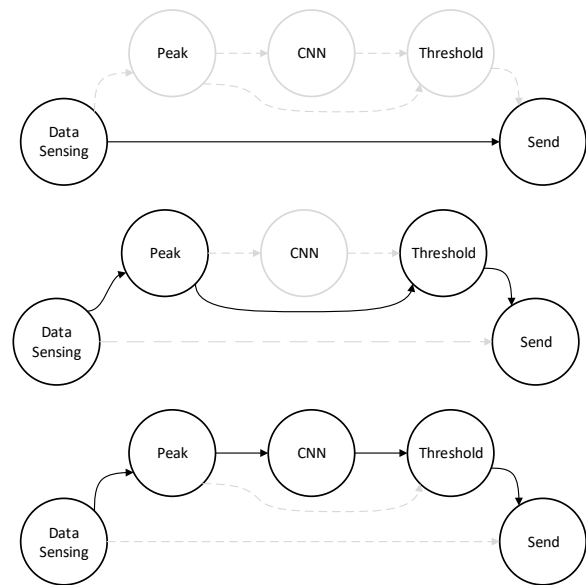 Peak
CNN
Threshold
Data
Sensing
Send
Peak
CNN
Threshold
Data
Sensing
Send
Peak
CNN
Threshold
Data
Sensing
Send